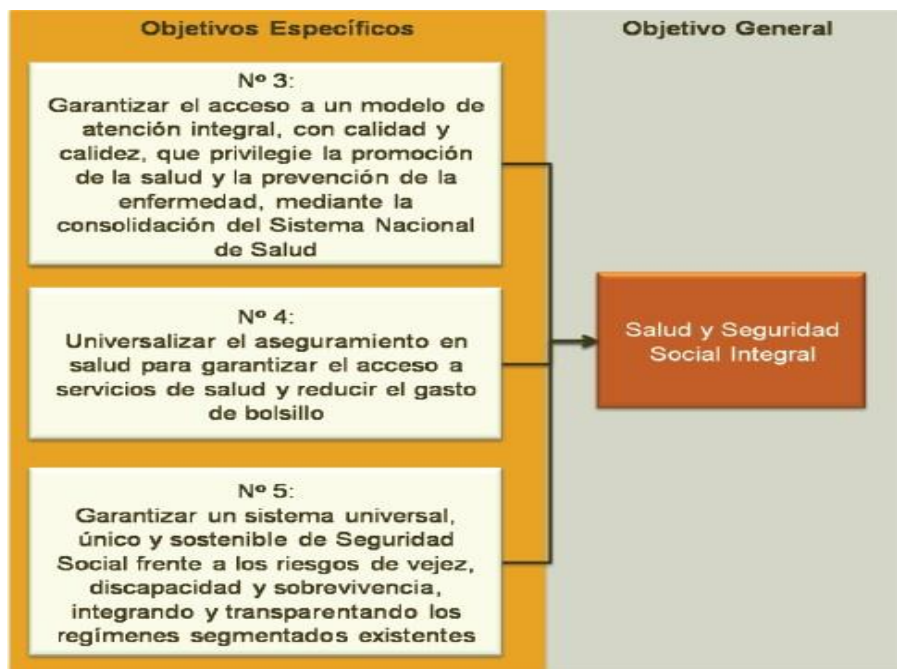 Objetivos Específicos
Objetivo General
Nº 3:
Garantizar el acceso a un modelo de
atención integral, con calidad y
calidez, que privilegie la promoción
de la salud y la prevención de la
enfermedad, mediante la
consolidación del Sistema Nacional
de Salud
Nº 4:
Universalizar el aseguramiento en
salud para garantizar el acceso a
servicios de salud y reducir el gasto
de bolsillo
Nº 5:
Garantizar un sistema universal,
único y sostenible de Seguridad
Social frente a los riesgos de vejez,
discapacidad y sobrevivencia,
integrando y transparentando los
regímenes segmentados existentes
Salud y Seguridad
Social Integral